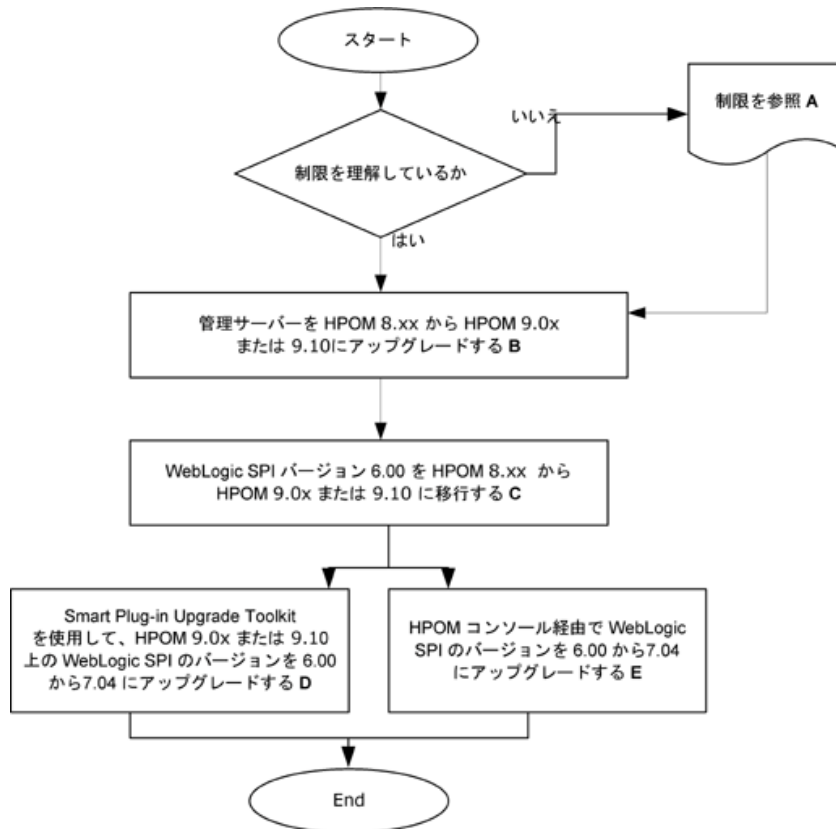 スタート
いいえ
制限を参照 A
制限を理解しているか
はい
管理サーバーを HPOM 8.xx から HPOM 9.0x
または 9.10にアップグレードする B
WebLogic SPI バージョン 6.00 を HPOM 8.xx から
HPOM 9.0x または 9.10 に移行する C
Smart Plug-in Upgrade Toolkit
を使用して、HPOM 9.0x または 9.10
上の WebLogic SPI のバージョンを 6.00
から7.04 にアップグレードする D
HPOM コンソール経由で WebLogic
SPI のバージョンを 6.00 から7.04
にアップグレードする E
End